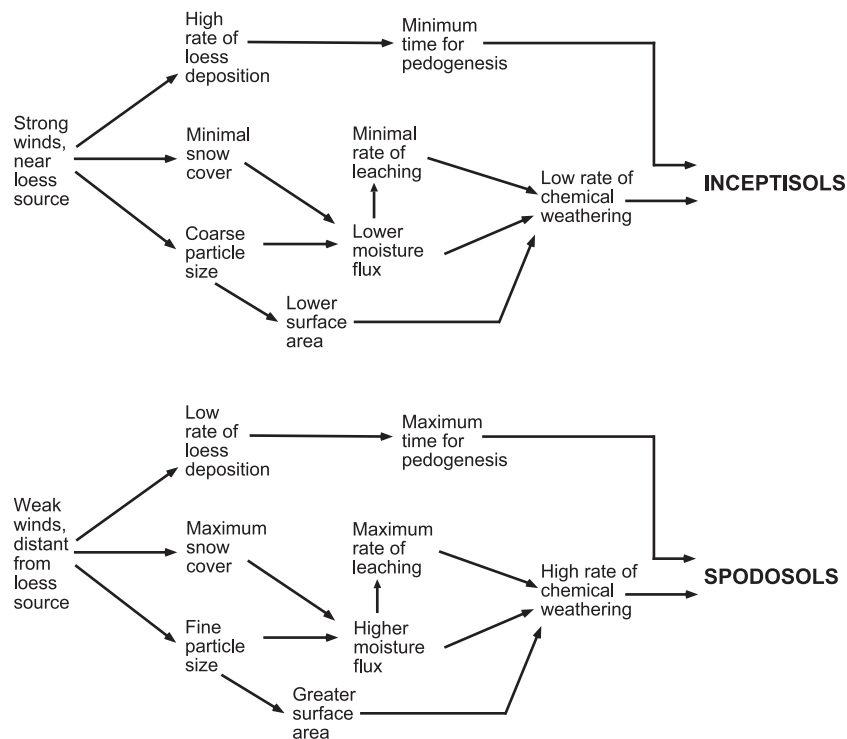 High
rate of
loess
deposition
Minimum
time for
pedogenesis
Strong
winds,
near
loess
source
Minimal
snow
cover
Minimal
rate of
leaching
Low rate of
chemical
weathering
INCEPTISOLS
Coarse
particle
size
Lower
moisture
flux
Lower
surface
area
Low
rate of
loess
deposition
Maximum
time for
pedogenesis
Weak
winds,
distant
from
loess
source
Maximum
snow
cover
Maximum
rate of
leaching
High rate of
chemical
weathering
SPODOSOLS
Fine
particle
size
Higher
moisture
flux
Greater
surface
area